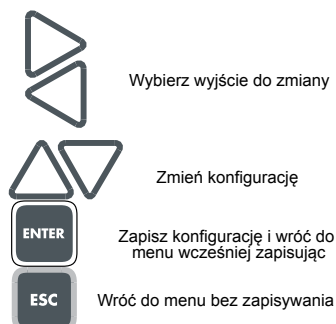 Wybierz wyjście do zmiany
Zmień konfigurację
ENTER
Zapisz konfigurację i wróć do
menu wcześniej zapisując
ESC
Wróć do menu bez zapisywania